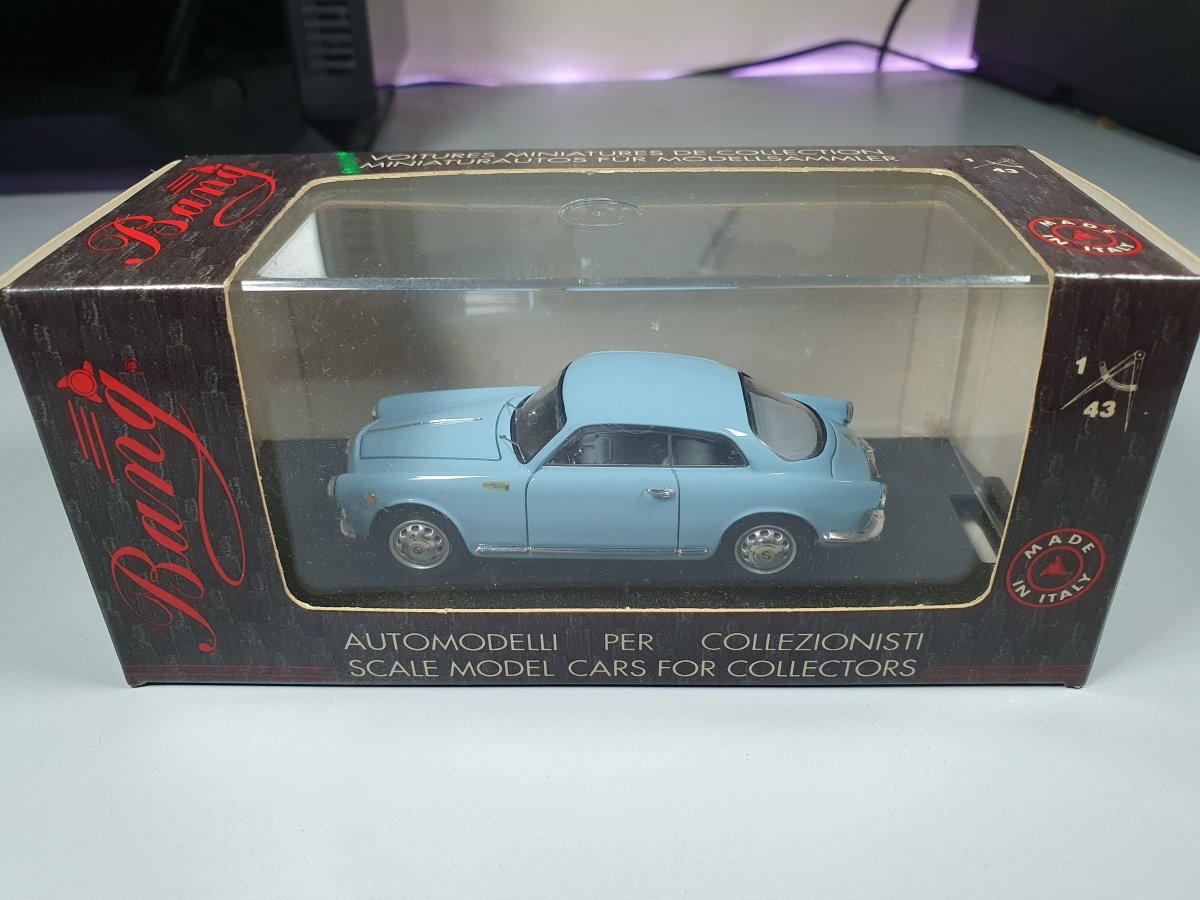 VOITURES MINIATURES DE COLLECTION
MINIATURAUTOS FÜR MODELLSAMMLER
Bang
1
43
MADE
IN ITALY
Bang
1
43
MADE
IN ITALY
AUTOMODELLI PER COLLEZIONISTI
SCALE MODEL CARS FOR COLLECTORS